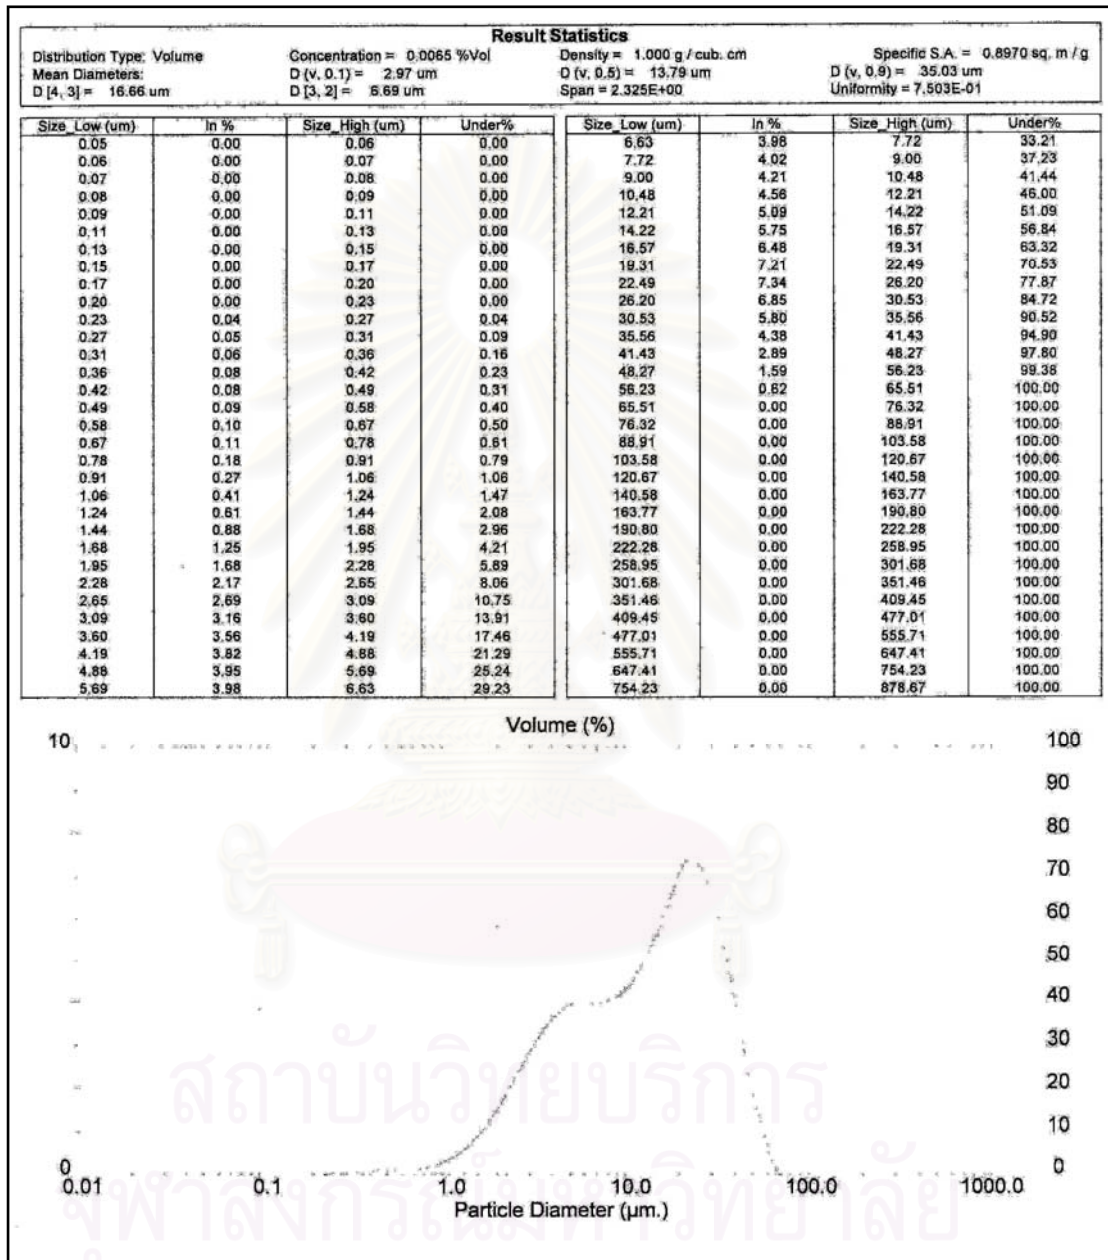 Result Statistics
Distribution Type: Volume Concentration = 0.0065 %Vol Density = 1.000 g / cub. cm Specific S.A. = 0.8970 sq. m / g
Mean Diameters: D (v, 0.1) = 2.97 um D (v, 0.5) = 13.79 um D (v, 0.9) = 35.03 um
D [4, 3] = 16.66 um D [3, 2] = 6.69 um Span = 2.325E+00 Uniformity = 7.503E-01
Size_Low (um) In % Size_High (um) Under% Size_Low (um) In % Size_High (um) Under%
0.05 0.00 0.06 0.00 6.63 3.98 7.72 33.21
0.06 0.00 0.07 0.00 7.72 4.02 9.00 37.23
0.07 0.00 0.08 0.00 9.00 4.21 10.48 41.44
0.08 0.00 0.09 0.00 10.48 4.56 12.21 46.00
0.09 0.00 0.11 0.00 12.21 5.09 14.22 51.09
0.11 0.00 0.13 0.00 14.22 5.75 16.57 56.84
0.13 0.00 0.15 0.00 16.57 6.48 19.31 63.32
0.15 0.00 0.17 0.00 19.31 7.21 22.49 70.53
0.17 0.00 0.20 0.00 22.49 7.34 26.20 77.87
0.20 0.00 0.23 0.00 26.20 6.85 30.53 84.72
0.23 0.04 0.27 0.04 30.53 5.80 35.56 90.52
0.27 0.05 0.31 0.09 35.56 4.38 41.43 94.90
0.31 0.06 0.36 0.16 41.43 2.89 48.27 97.80
0.36 0.08 0.42 0.23 48.27 1.59 56.23 99.38
0.42 0.08 0.49 0.31 56.23 0.62 65.51 100.00
0.49 0.09 0.58 0.40 65.51 0.00 76.32 100.00
0.58 0.10 0.67 0.50 76.32 0.00 88.91 100.00
0.67 0.11 0.78 0.61 88.91 0.00 103.58 100.00
0.78 0.18 0.91 0.79 103.58 0.00 120.67 100.00
0.91 0.27 1.06 1.06 120.67 0.00 140.58 100.00
1.06 0.41 1.24 1.47 140.58 0.00 163.77 100.00
1.24 0.61 1.44 2.08 163.77 0.00 190.80 100.00
1.44 0.88 1.68 2.96 190.80 0.00 222.28 100.00
1.68 1.25 1.95 4.21 222.28 0.00 258.95 100.00
1.95 1.68 2.28 5.89 258.95 0.00 301.68 100.00
2.28 2.17 2.65 8.06 301.68 0.00 351.46 100.00
2.65 2.69 3.09 10.75 351.46 0.00 409.45 100.00
3.09 3.16 3.60 13.91 409.45 0.00 477.01 100.00
3.60 3.56 4.19 17.46 477.01 0.00 555.71 100.00
4.19 3.82 4.88 21.29 555.71 0.00 647.41 100.00
4.88 3.95 5.69 25.24 647.41 0.00 754.23 100.00
5.69 3.98 6.63 29.23 754.23 0.00 878.67 100.00
Volume (%)
10 100
90
80
70
60
50
40
30
20
10
0 0
0.01 0.1 1.0 10.0 100.0 1000.0
Particle Diameter (µm.)
สถาบันวิทยบริการ
จุฬาลงกรณ์มหาวิทยาลัย